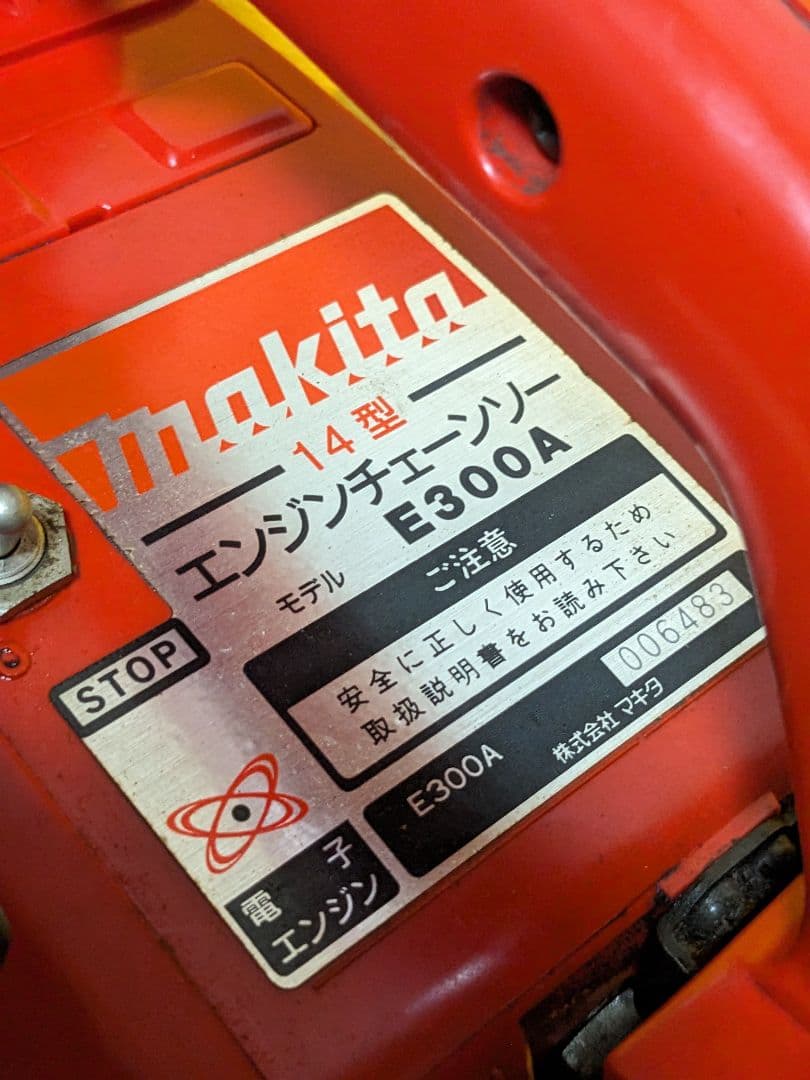 makita
14型
エンジンチェーンソー
モデル E300A
ご注意
安全に正しく使用するため
取扱説明書をお読み下さい
STOP
006483
E300A 株式会社 マキタ
電子
エンジン